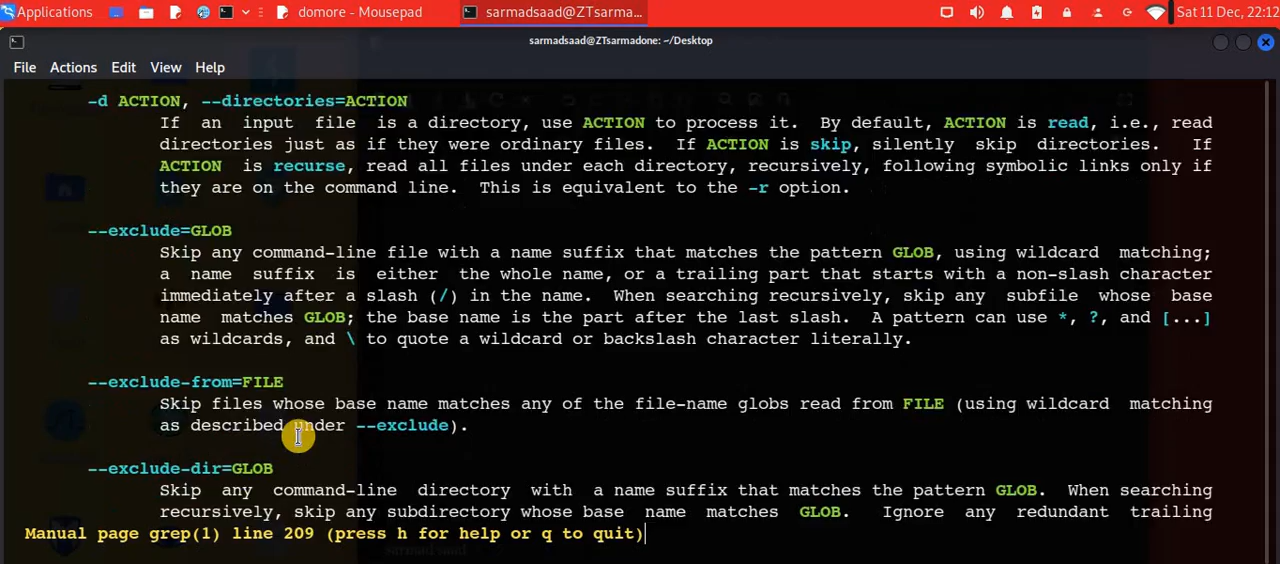 Applications domore - Mousepad sarmadsaad@ZTsarma... Sat 11 Dec, 22:12
sarmadsaad@ZTsarmadone: ~/Desktop
File Actions Edit View Help
-d ACTION, --directories=ACTION
If an input file is a directory, use ACTION to process it. By default, ACTION is read, i.e., read
directories just as if they were ordinary files. If ACTION is skip, silently skip directories. If
ACTION is recurse, read all files under each directory, recursively, following symbolic links only if
they are on the command line. This is equivalent to the -r option.
--exclude=GLOB
Skip any command-line file with a name suffix that matches the pattern GLOB, using wildcard matching;
a name suffix is either the whole name, or a trailing part that starts with a non-slash character
immediately after a slash (/) in the name. When searching recursively, skip any subfile whose base
name matches GLOB; the base name is the part after the last slash. A pattern can use *, ?, and [...]
as wildcards, and \ to quote a wildcard or backslash character literally.
--exclude-from=FILE
Skip files whose base name matches any of the file-name globs read from FILE (using wildcard matching
as described under --exclude).
--exclude-dir=GLOB
Skip any command-line directory with a name suffix that matches the pattern GLOB. When searching
recursively, skip any subdirectory whose base name matches GLOB. Ignore any redundant trailing
Manual page grep(1) line 209 (press h for help or q to quit)
sarmad saad